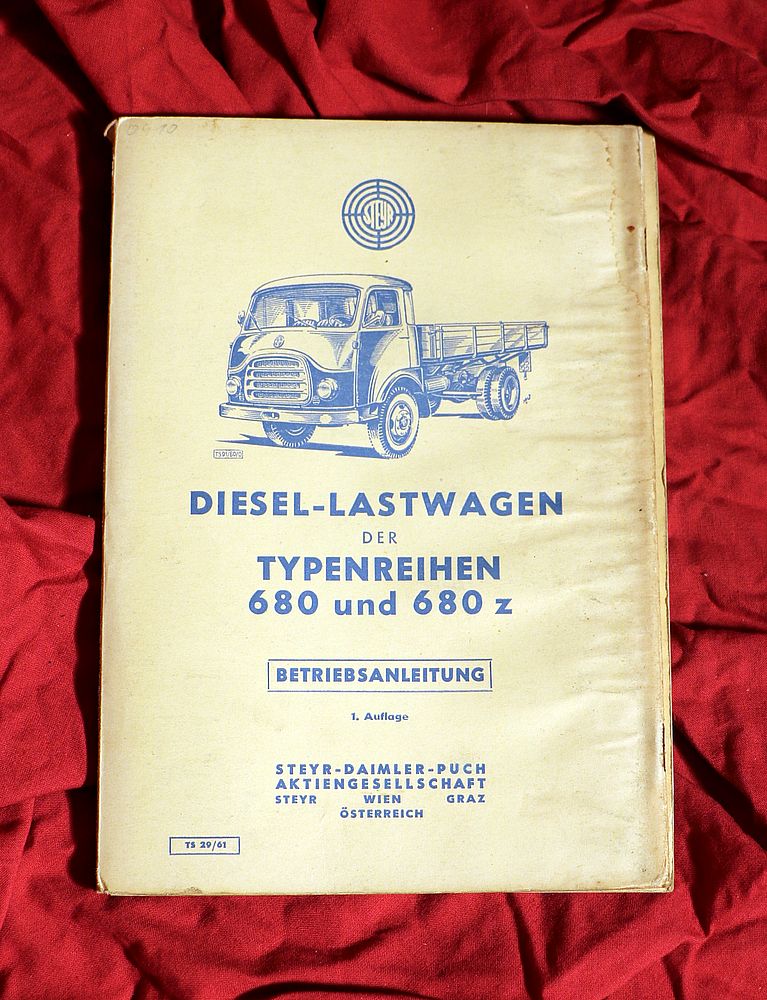 STEYR
DIESEL-LASTWAGEN
DER
TYPENREIHEN
680 und 680 z
BETRIEBSANLEITUNG
1. Auflage
STEYR-DAIMLER-PUCH
AKTIENGESELLSCHAFT
STEYR WIEN GRAZ
ÖSTERREICH
TS 29/61